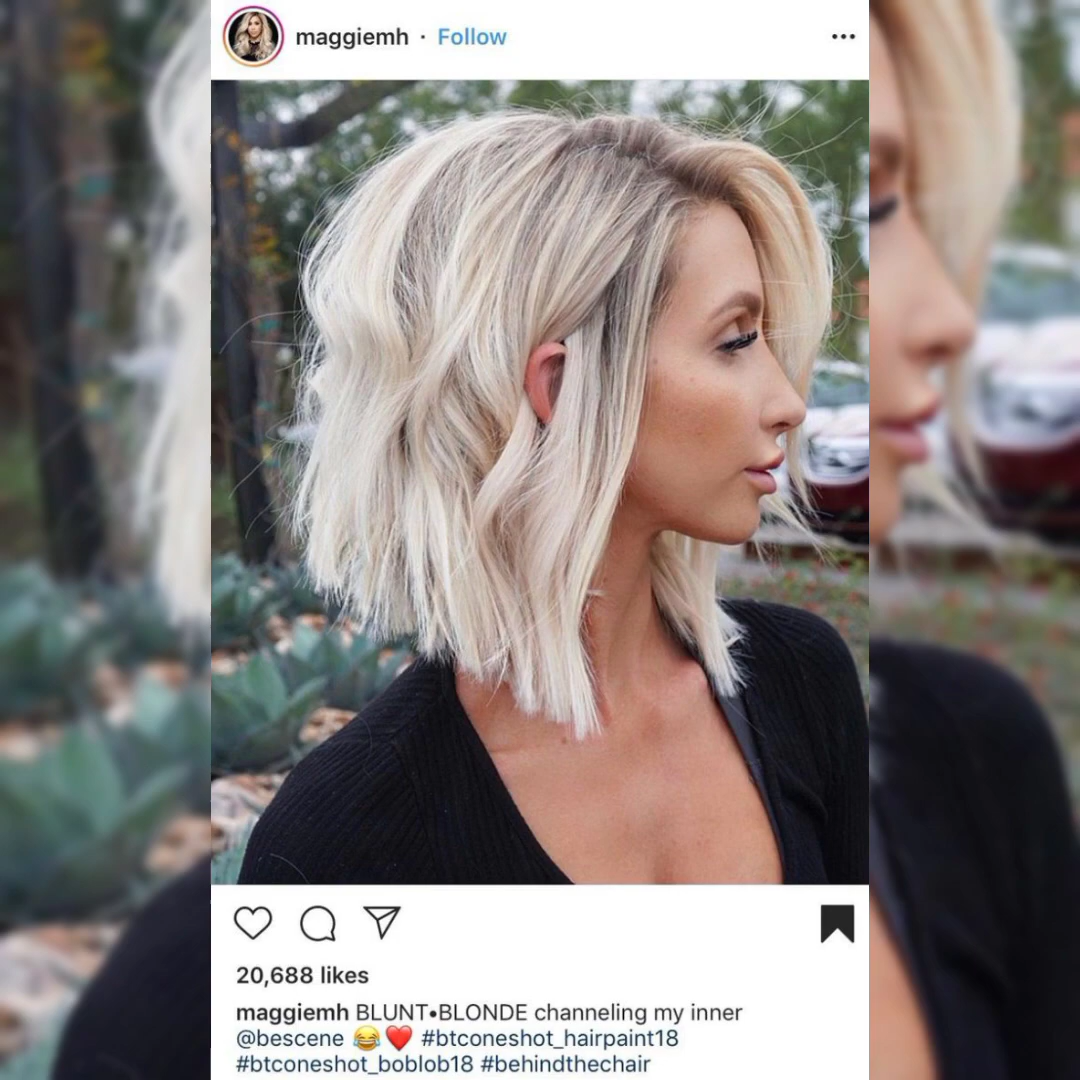 maggiemh · Follow
20,688 likes
maggiemh BLUNT•BLONDE channeling my inner
@bescene 😂❤️ #btconeshot_hairpaint18
#btconeshot_boblob18 #behindthechair